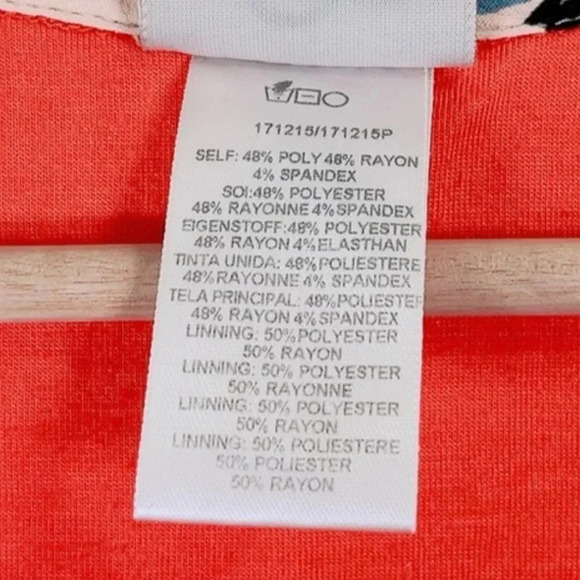 171215/171215P
SELF: 48% POLY 48% RAYON
4% SPANDEX
SOI:48% POLYESTER
48% RAYONNE 4%SPANDEX
EIGENSTOFF:48% POLYESTER
48% RAYON 4%ELASTHAN
TINTA UNIDA: 48%POLIESTERE
48%RAYONNE 4% SPANDEX
TELA PRINCIPAL: 48%POLIESTER
48% RAYON 4%SPANDEX
LINNING: 50%POLYESTER
50% RAYON
LINNING: 50% POLYESTER
50% RAYONNE
LINNING: 50% POLYESTER
50% RAYON
LINNING: 50% POLIESTERE
50% POLIESTER
50% RAYON